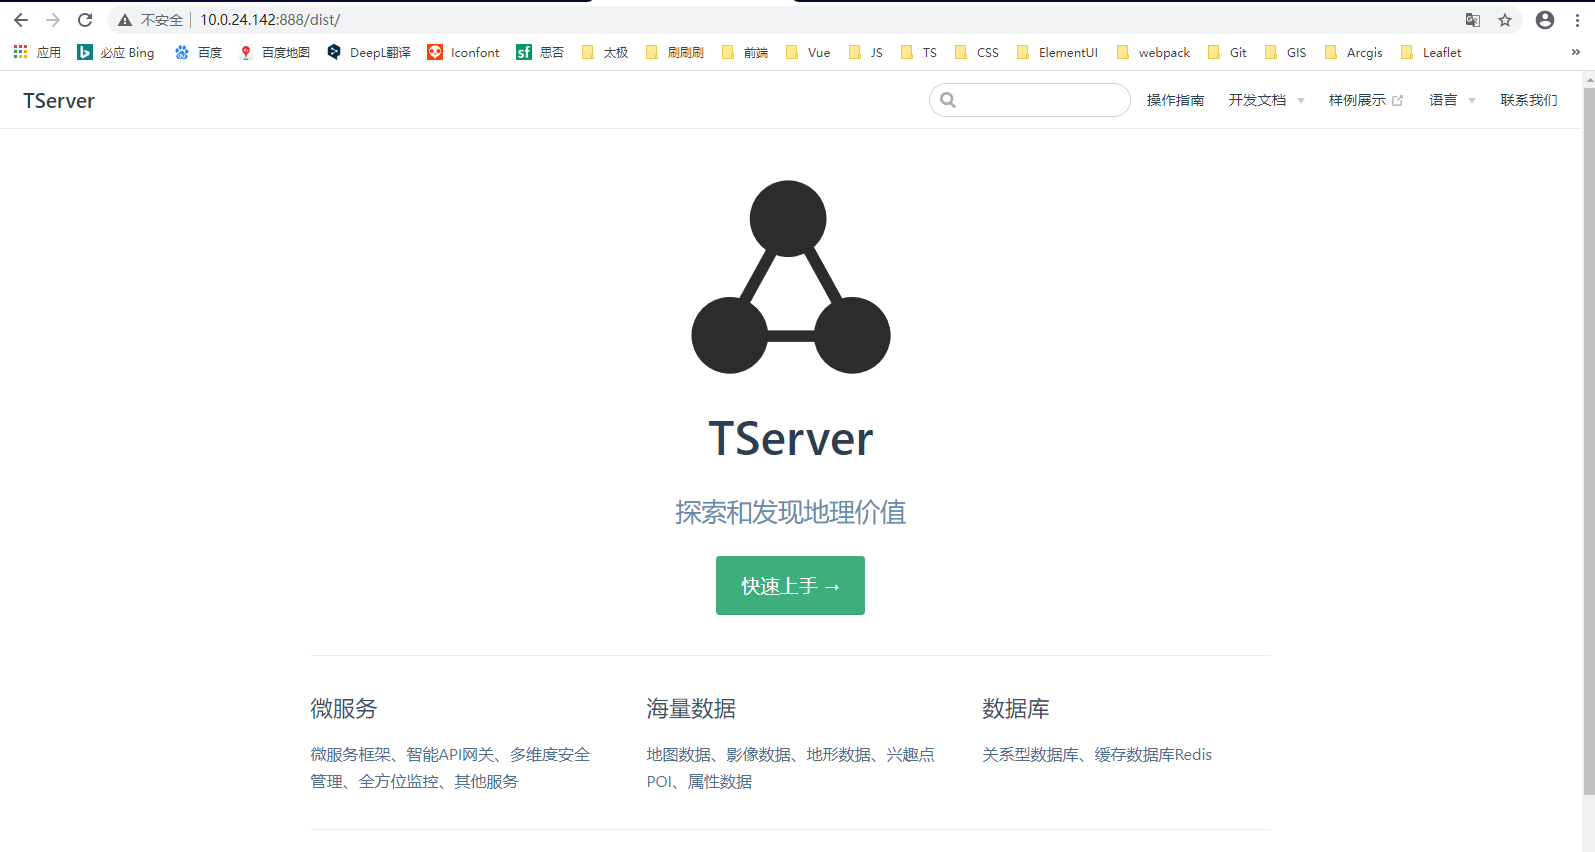 不安全 10.0.24.142:888/dist/
应用 必应 Bing 百度 百度地图 DeepL翻译 Iconfont sf 思否 太极 刷刷刷 前端 Vue JS TS CSS ElementUI webpack Git GIS Arcgis Leaflet »
TServer 操作指南 开发文档 样例展示 语言 联系我们
TServer
探索和发现地理价值
快速上手 →
微服务
微服务框架、智能API网关、多维度安全
管理、全方位监控、其他服务
海量数据
地图数据、影像数据、地形数据、兴趣点
POI、属性数据
数据库
关系型数据库、缓存数据库Redis